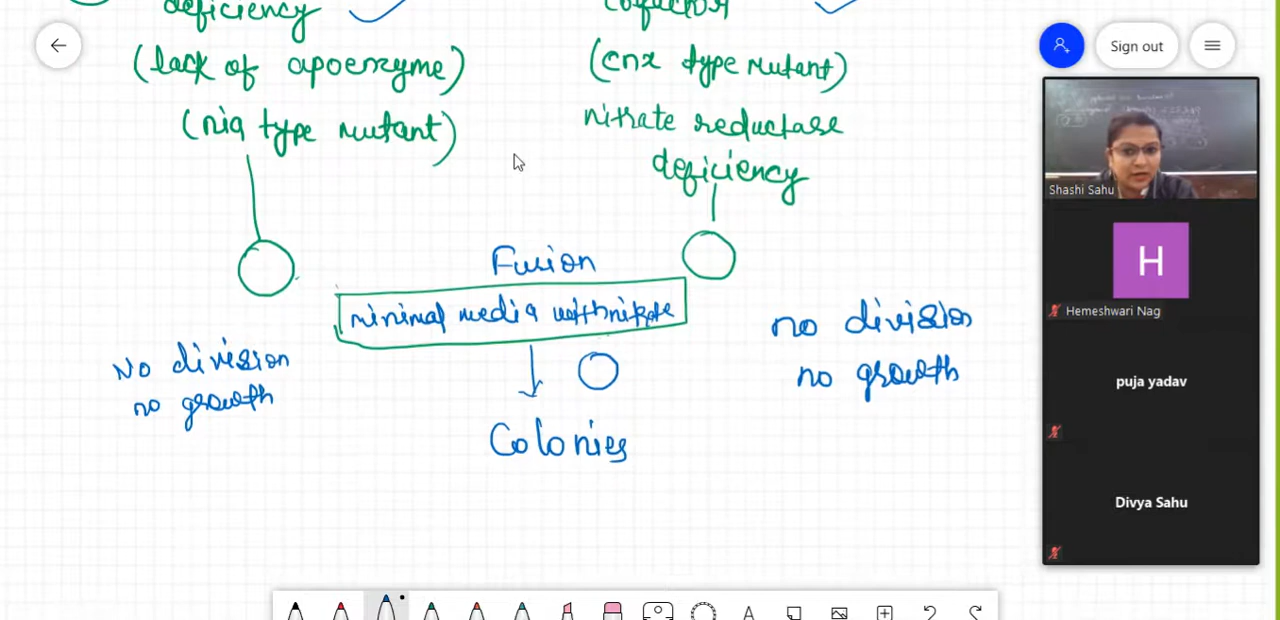 deficiency
(lack of apoenzyme)
(nia type mutant)
cofactor
(cnx type mutant)
nitrate reductase
deficiency
Fusion
minimal media with nitrate
No division
no growth
no division
no growth
Colonies
Sign out
Shashi Sahu
H
Hemeshwari Nag
puja yadav
Divya Sahu
A